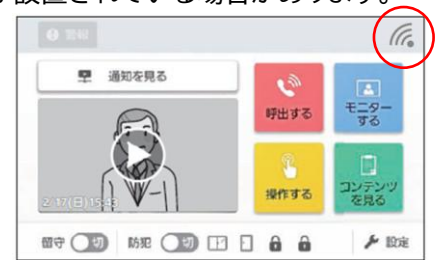 設置されている場合があります。
警報
通知を見る
呼出する
モニター
する
2/17(日)15:43
操作する
コンテンツ
を見る
留守 切 防犯 切 設定